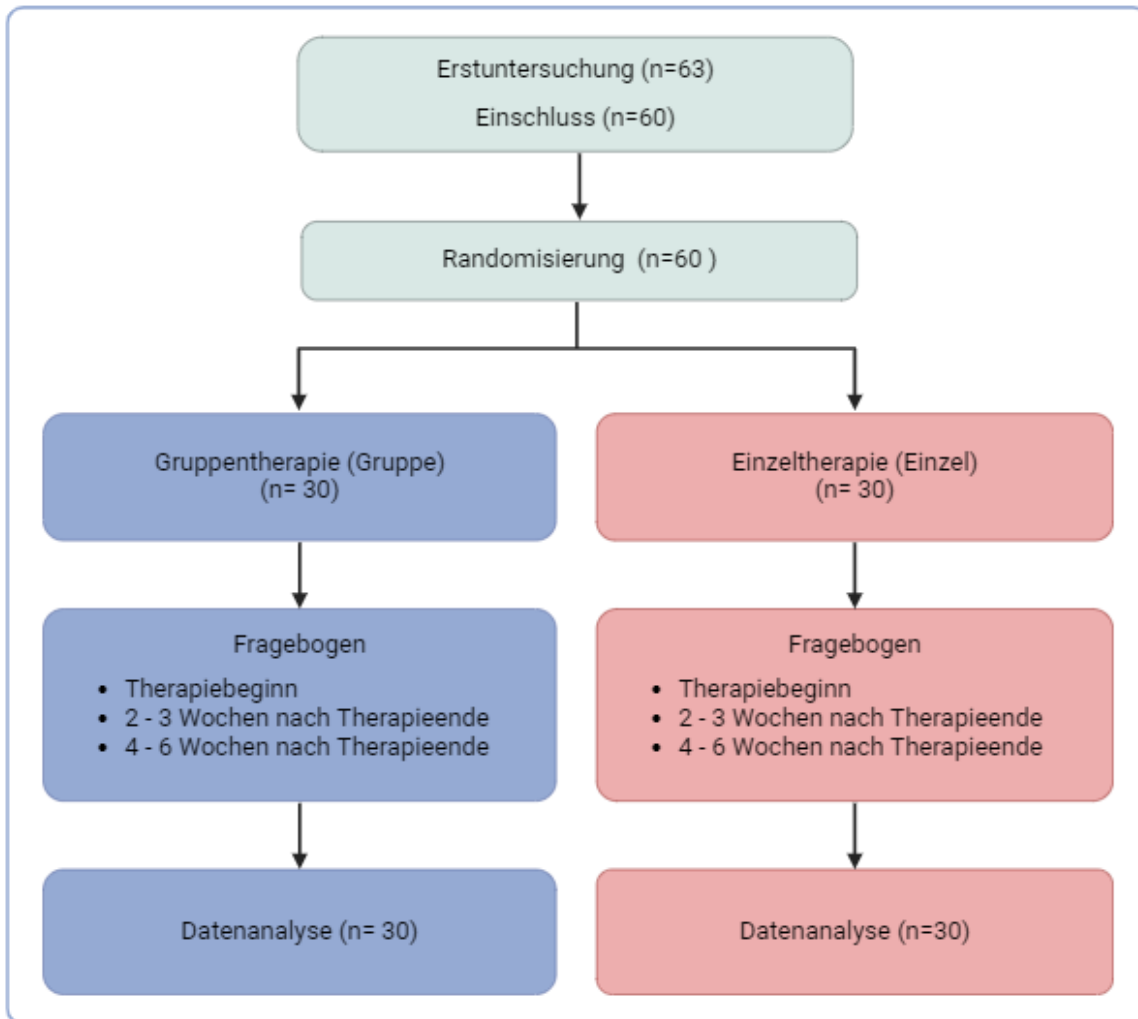 Erstuntersuchung (n=63)
Einschluss (n=60)
Randomisierung  (n=60 )
Gruppentherapie (Gruppe)
(n= 30)
Einzeltherapie (Einzel)
(n= 30)
Fragebogen
• Therapiebeginn
• 2 - 3 Wochen nach Therapieende
• 4 - 6 Wochen nach Therapieende
Fragebogen
• Therapiebeginn
• 2 - 3 Wochen nach Therapieende
• 4 - 6 Wochen nach Therapieende
Datenanalyse (n= 30)
Datenanalyse (n=30)